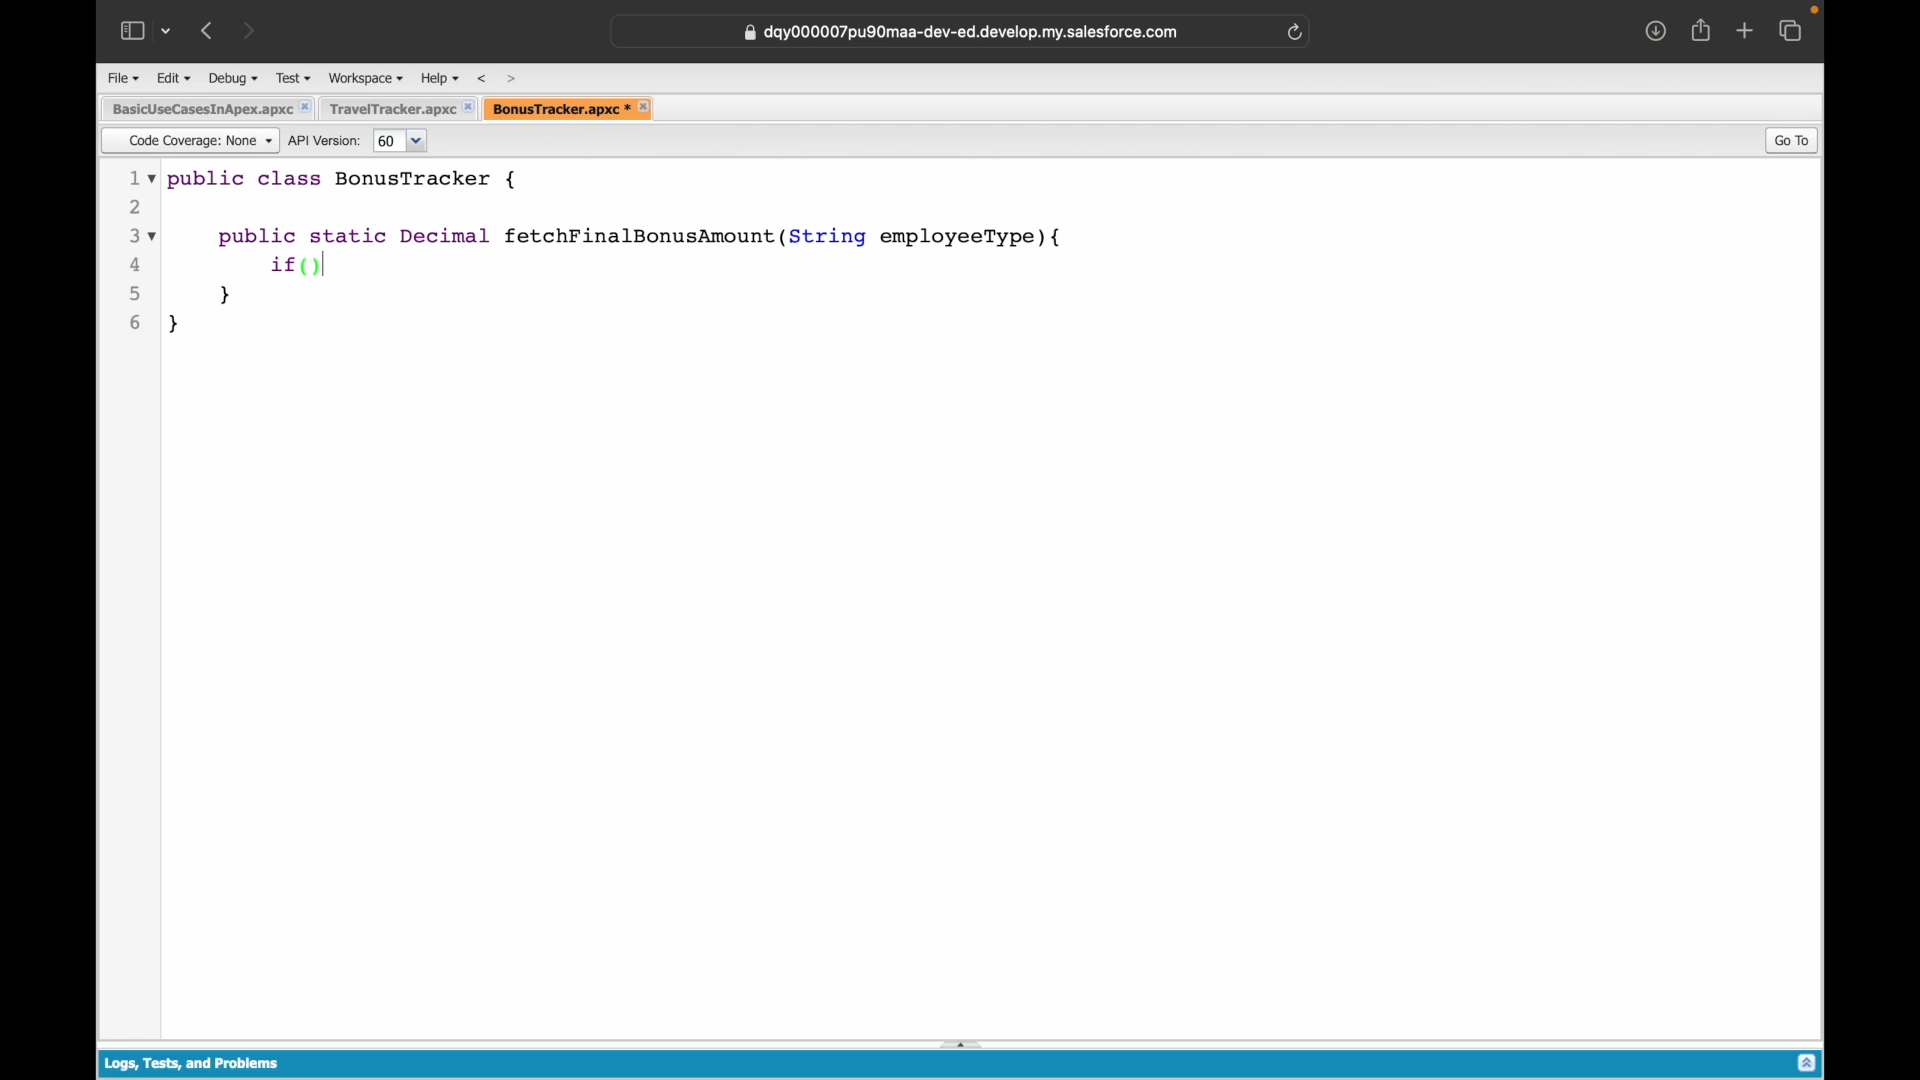 dqy000007pu90maa-dev-ed.develop.my.salesforce.com
File Edit Debug Test Workspace Help < >
BasicUseCasesInApex.apxc TravelTracker.apxc BonusTracker.apxc *
Code Coverage: None API Version: 60 Go To
1 public class BonusTracker {
2
3 public static Decimal fetchFinalBonusAmount(String employeeType){
4 if()
5 }
6 }
Logs, Tests, and Problems